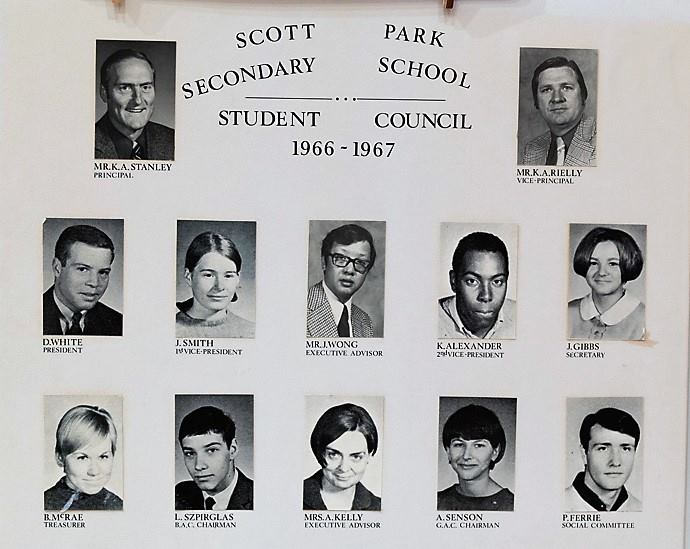 SCOTT PARK
SECONDARY SCHOOL
STUDENT COUNCIL
1966 - 1967
MR.K.A. STANLEY
PRINCIPAL
MR.K.A.RIELLY
VICE-PRINCIPAL
D.WHITE
PRESIDENT
J. SMITH
1st VICE-PRESIDENT
MR.J.WONG
EXECUTIVE ADVISOR
K.ALEXANDER
2nd VICE-PRESIDENT
J.GIBBS
SECRETARY
B.McRAE
TREASURER
L. SZPIRGLAS
B.A.C. CHAIRMAN
MRS.A.KELLY
EXECUTIVE ADVISOR
A. SENSON
G.A.C. CHAIRMAN
P.FERRIE
SOCIAL COMMITTEE